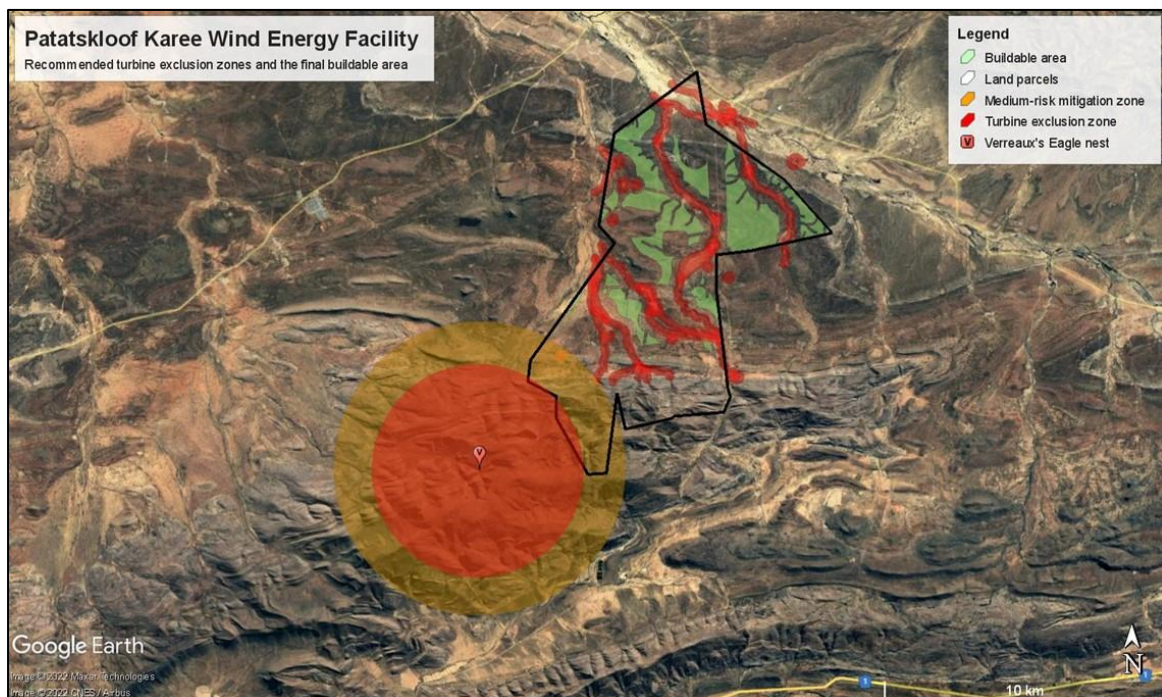 Patatskloof Karee Wind Energy Facility
Recommended turbine exclusion zones and the final buildable area
Legend
Buildable area
Land parcels
Medium-risk mitigation zone
Turbine exclusion zone
V Verreaux's Eagle nest
V
Google Earth
Image © 2022 Maxar Technologies
Image © 2022 CNES / Airbus
1
1
N
10 km